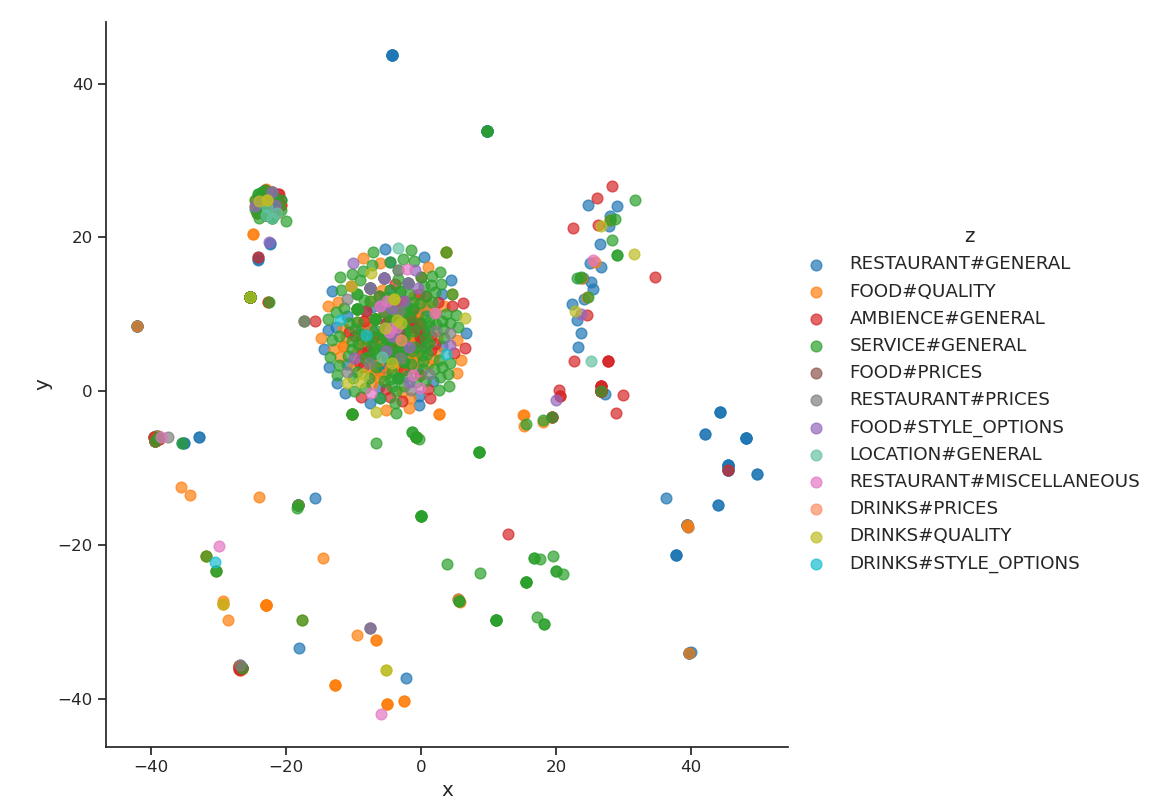 40
20
0
−20
−40
y
−40
−20
0
20
40
x
z
RESTAURANT#GENERAL
FOOD#QUALITY
AMBIENCE#GENERAL
SERVICE#GENERAL
FOOD#PRICES
RESTAURANT#PRICES
FOOD#STYLE_OPTIONS
LOCATION#GENERAL
RESTAURANT#MISCELLANEOUS
DRINKS#PRICES
DRINKS#QUALITY
DRINKS#STYLE_OPTIONS